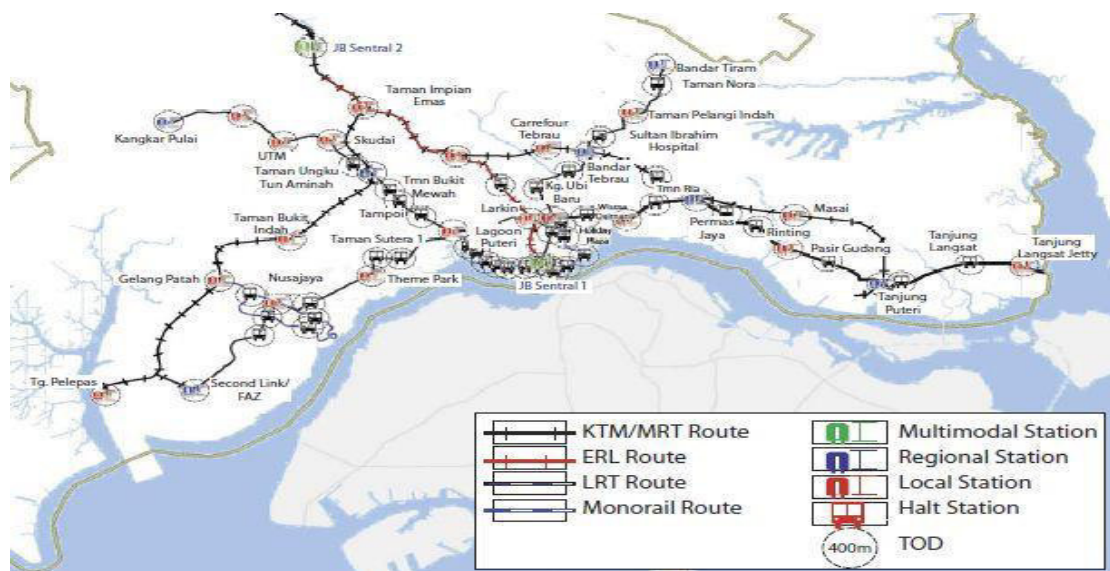 JB Sentral 2
Bandar Tiram
Taman Nora
Taman Impian
Emas
Taman Pelangi Indah
Kangkar Pulai
Carrefour
Tebrau
Sultan Ibrahim
Hospital
UTM
Skudai
Taman Ungku
Tun Aminah
Bandar
Tebrau
Tmn Bukit
Mewah
Kg. Ubi
Baru
Tmn Ria
Tampoi
Larkin
Masai
Taman Bukit
Indah
Lagoon
Puteri
Permas
Jaya
Rinting
Taman Sutera 1
Pasir Gudang
Tanjung
Langsat
Tanjung
Langsat Jetty
Gelang Patah
Nusajaya
Theme Park
JB Sentral 1
Tanjung
Puteri
Tg. Pelepas
Second Link/
FAZ
KTM/MRT Route
ERL Route
LRT Route
Monorail Route
Multimodal Station
Regional Station
Local Station
Halt Station
400m
TOD